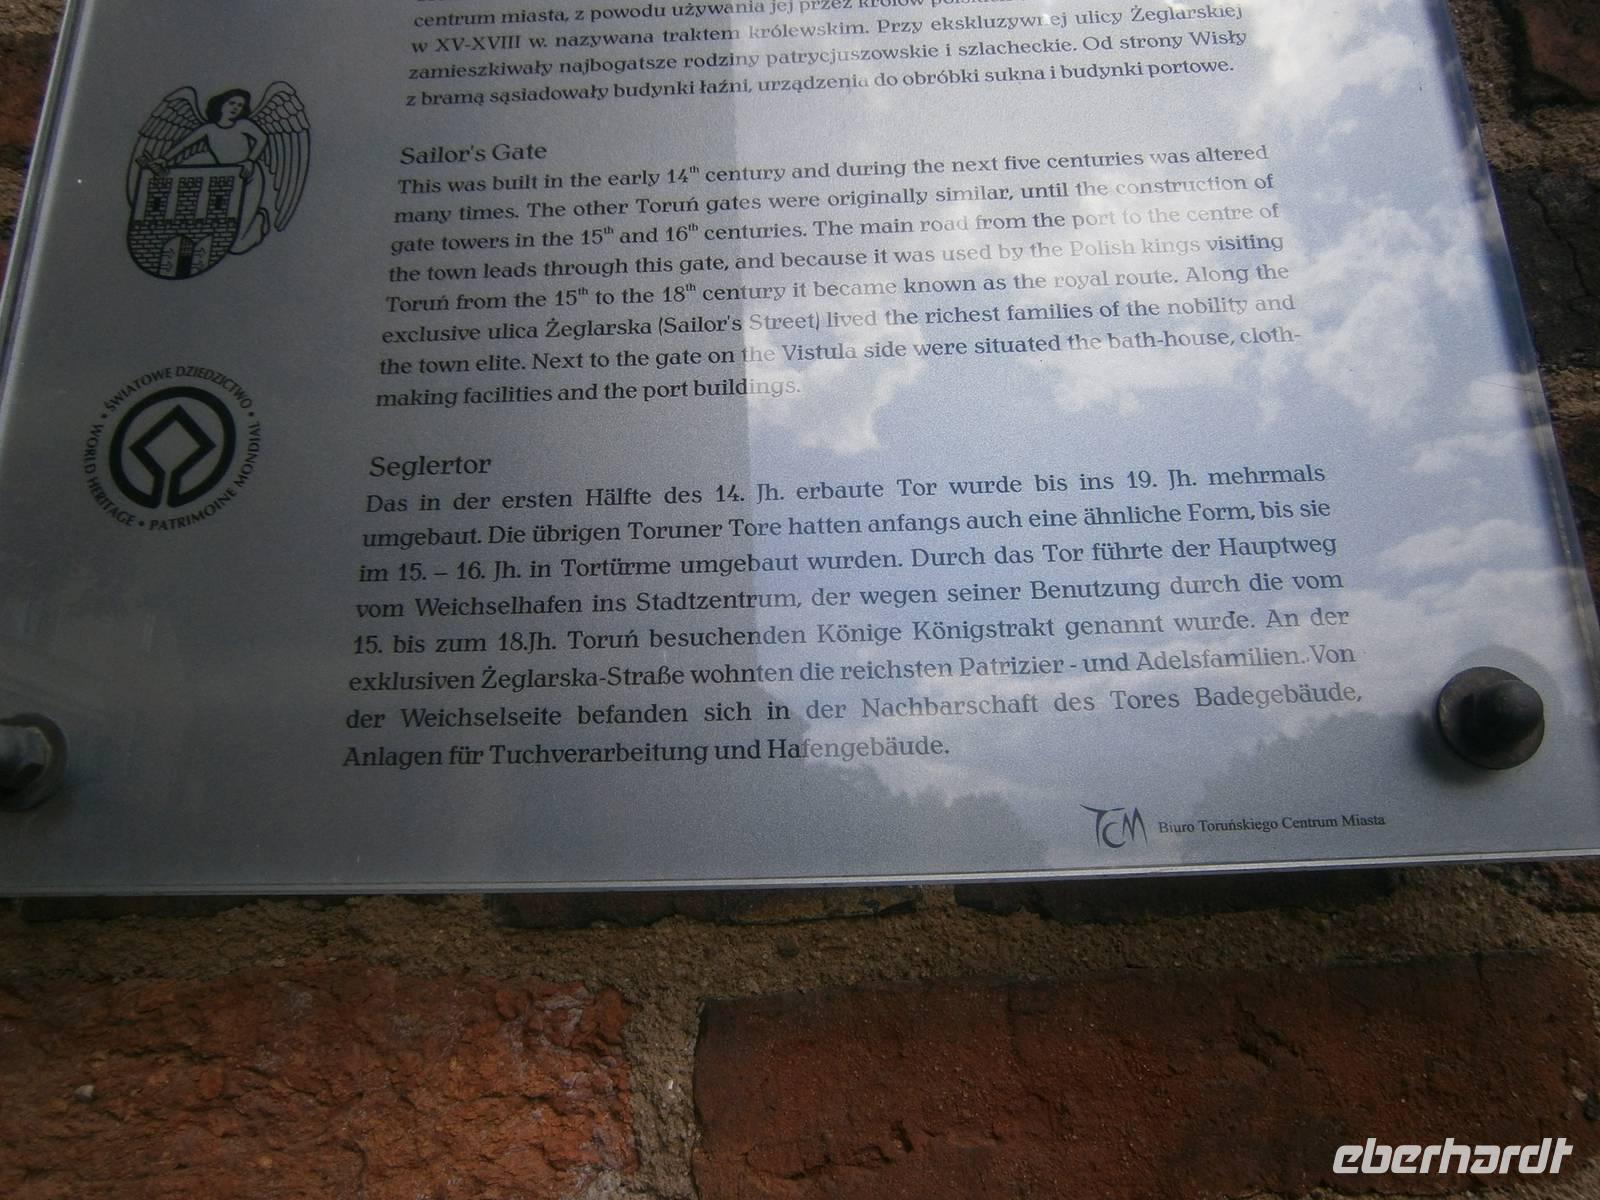 centrum miasta, z powodu używania jej przez królów
w XV-XVIII w. nazywana traktem królewskim. Przy ekskluzywnej ulicy Żeglarskiej
zamieszkiwały najbogatsze rodziny patrycjuszowskie i szlacheckie. Od strony Wisły
z bramą sąsiadowały budynki łaźni, urządzenia do obróbki sukna i budynki portowe.
Sailor's Gate
This was built in the early 14th century and during the next five centuries was altered
many times. The other Toruń gates were originally similar, until the construction of
gate towers in the 15th and 16th centuries. The main road from the port to the centre of
the town leads through this gate, and because it was used by the Polish kings visiting
Toruń from the 15th to the 18th century it became known as the royal route. Along the
exclusive ulica Żeglarska (Sailor's Street) lived the richest families of the nobility and
the town elite. Next to the gate on the Vistula side were situated the bath-house, cloth-
making facilities and the port buildings.
ŚWIATOWE DZIEDZICTWO • WORLD HERITAGE • PATRIMOINE MONDIAL •
Seglertor
Das in der ersten Hälfte des 14. Jh. erbaute Tor wurde bis ins 19. Jh. mehrmals
umgebaut. Die übrigen Toruner Tore hatten anfangs auch eine ähnliche Form, bis sie
im 15. – 16. Jh. in Tortürme umgebaut wurden. Durch das Tor führte der Hauptweg
vom Weichselhafen ins Stadtzentrum, der wegen seiner Benutzung durch die vom
15. bis zum 18.Jh. Toruń besuchenden Könige Königstrakt genannt wurde. An der
exklusiven Żeglarska-Straße wohnten die reichsten Patrizier - und Adelsfamilien. Von
der Weichselseite befanden sich in der Nachbarschaft des Tores Badegebäude,
Anlagen für Tuchverarbeitung und Hafengebäude.
TCM Biuro Toruńskiego Centrum Miasta
eberhardt